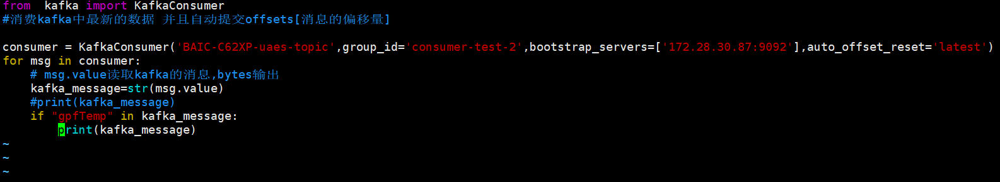 from  kafka import KafkaConsumer
#消费kafka中最新的数据 并且自动提交offsets[消息的偏移量]
consumer = KafkaConsumer('BAIC-C62XP-uaes-topic',group_id='consumer-test-2',bootstrap_servers=['172.28.30.87:9092'],auto_offset_reset='latest')
for msg in consumer:
    # msg.value读取kafka的消息,bytes输出
    kafka_message=str(msg.value)
    #print(kafka_message)
    if "gpfTemp" in kafka_message:
        print(kafka_message)
~
~
~